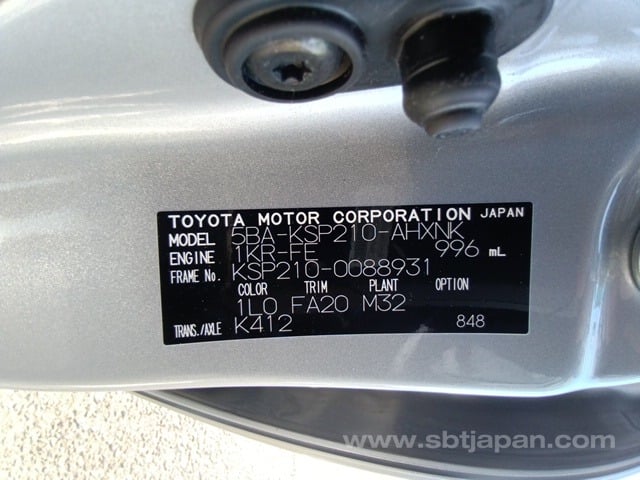 TOYOTA MOTOR CORPORATION JAPAN
MODEL 5BA-KSP210-AHXNK
ENGINE 1KR-FE 996 mL
FRAME No. KSP210-0088931
COLOR TRIM PLANT OPTION
1L0 FA20 M32
TRANS./AXLE K412 848
www.sbtjapan.com